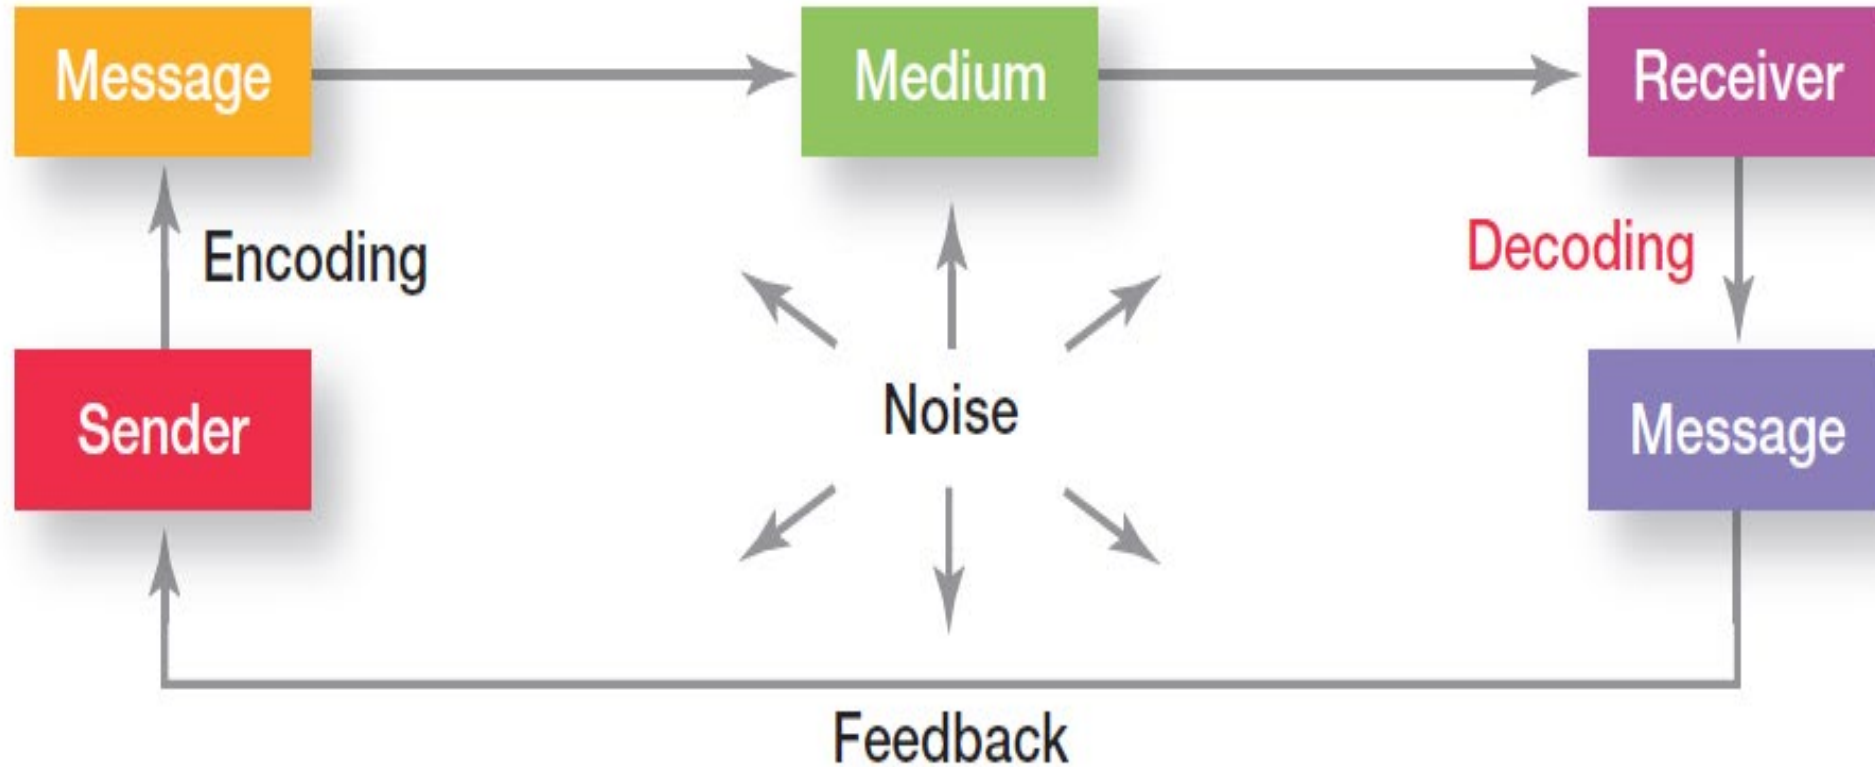 Message
Medium
Receiver
Encoding
Decoding
Sender
Noise
Message
Feedback